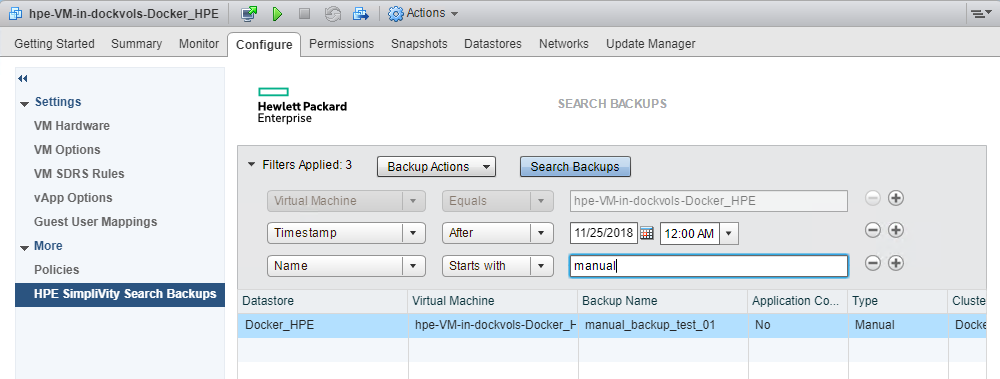 hpe-VM-in-dockvols-Docker_HPE Actions
Getting Started Summary Monitor Configure Permissions Snapshots Datastores Networks Update Manager
Settings
VM Hardware
VM Options
VM SDRS Rules
vApp Options
Guest User Mappings
More
Policies
HPE SimpliVity Search Backups
Hewlett Packard
Enterprise
SEARCH BACKUPS
Filters Applied: 3 Backup Actions Search Backups
Virtual Machine Equals hpe-VM-in-dockvols-Docker_HPE
Timestamp After 11/25/2018 12:00 AM
Name Starts with manual
Datastore Virtual Machine Backup Name Application Co... Type Cluste
Docker_HPE hpe-VM-in-dockvols-Docker_H manual_backup_test_01 No Manual Docke